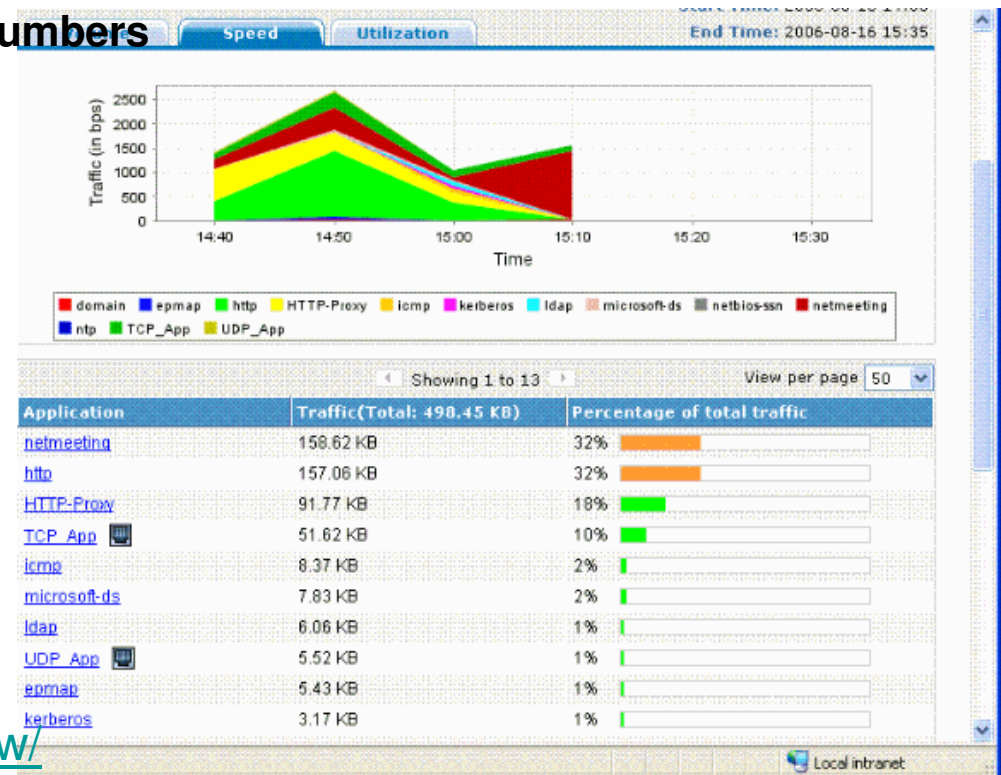 umbers
Speed
Utilization
End Time: 2006-08-16 15:35
Traffic (in bps)
2500
2000
1500
1000
500
0
14:40 14:50 15:00 15:10 15:20 15:30
Time
domain epmap http HTTP-Proxy icmp kerberos ldap microsoft-ds netbios-ssn netmeeting
ntp TCP_App UDP_App
Showing 1 to 13 View per page 50
Application Traffic(Total: 498.45 KB) Percentage of total traffic
netmeeting 158.62 KB 32%
http 157.06 KB 32%
HTTP-Proxy 91.77 KB 18%
TCP_App 51.62 KB 10%
icmp 8.37 KB 2%
microsoft-ds 7.83 KB 2%
ldap 6.06 KB 1%
UDP_App 5.52 KB 1%
epmap 5.43 KB 1%
kerberos 3.17 KB 1%
w/
Local intranet